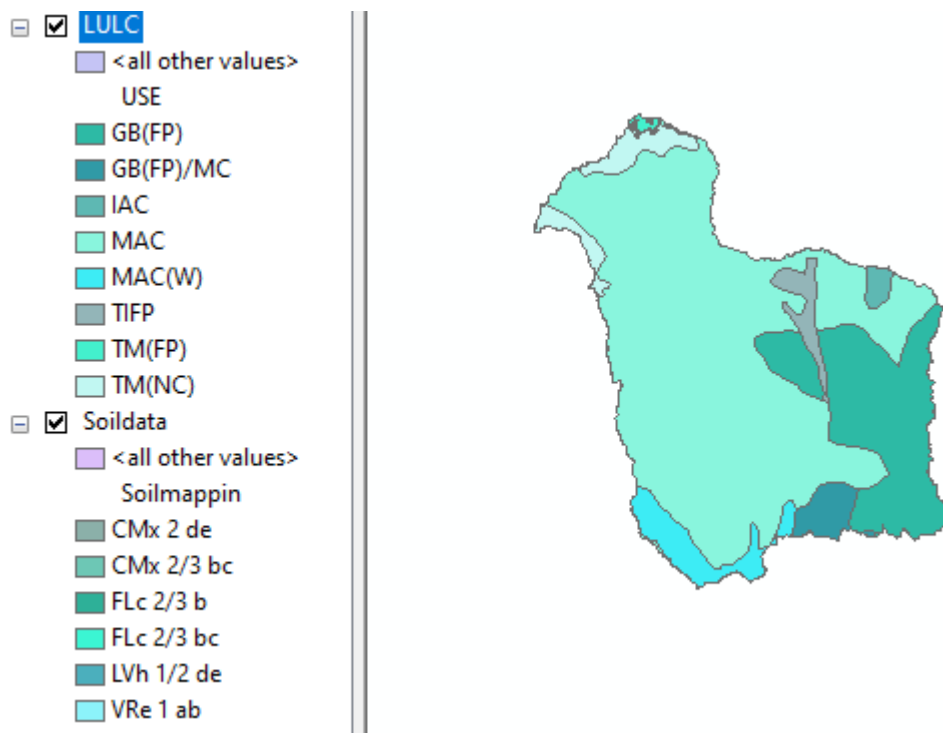 LULC
<all other values>
USE
GB(FP)
GB(FP)/MC
IAC
MAC
MAC(W)
TIFP
TM(FP)
TM(NC)
Soildata
<all other values>
Soilmappin
CMx 2 de
CMx 2/3 bc
FLc 2/3 b
FLc 2/3 bc
LVh 1/2 de
VRe 1 ab